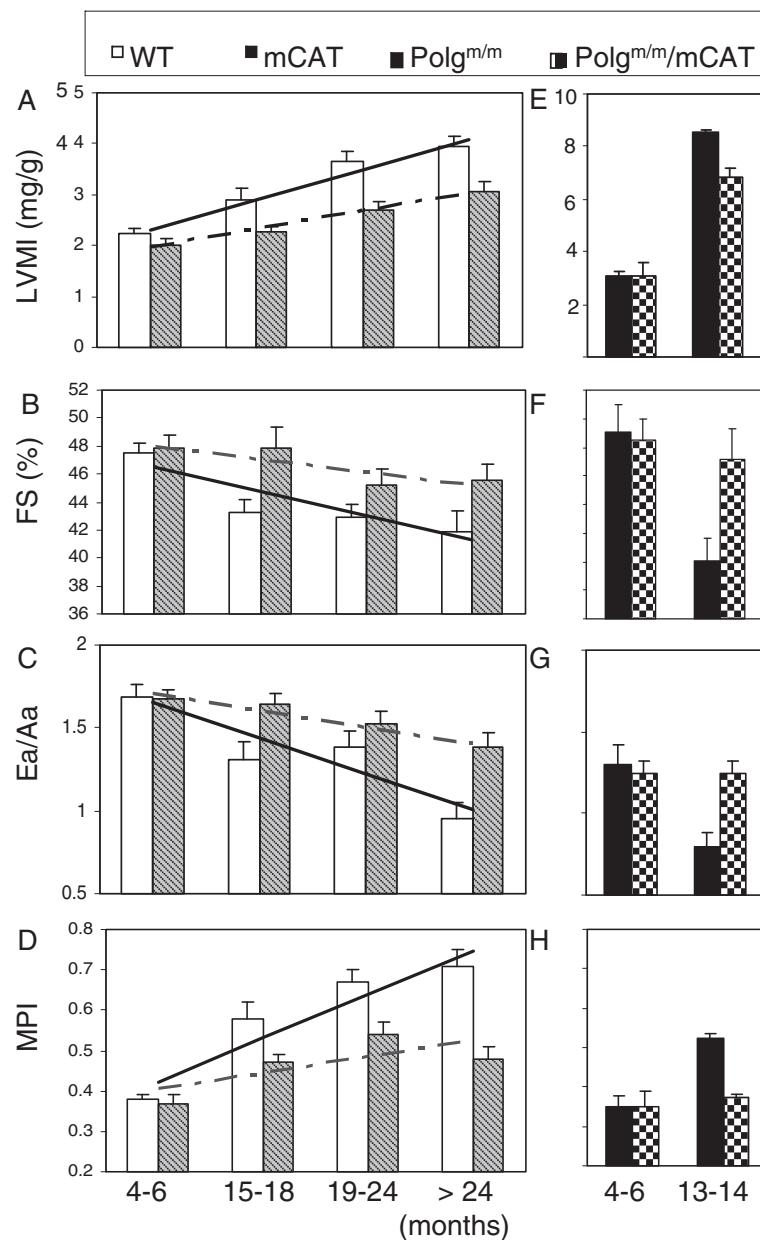 WT mCAT Polg^m/m Polg^m/m/mCAT
A
5 5
4 4
3
2
1
0
LVMI (mg/g)
E
10
8
6
4
2
B
52
50
48
46
44
42
40
38
36
FS (%)
F
C
2
1.5
1
0.5
Ea/Aa
G
D
0.8
0.7
0.6
0.5
0.4
0.3
0.2
MPI
H
4-6 15-18 19-24 > 24
(months)
4-6 13-14